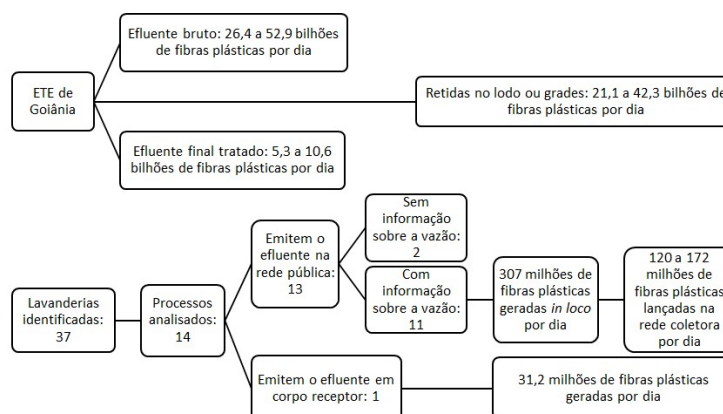 Efluente bruto: 26,4 a 52,9 bilhões
de fibras plásticas por dia
ETE de
Goiânia
Retidas no lodo ou grades: 21,1 a 42,3 bilhões de
fibras plásticas por dia
Efluente final tratado: 5,3 a 10,6
bilhões de fibras plásticas por dia
Lavanderias
identificadas:
37
Processos
analisados:
14
Emitem o
efluente na
rede pública:
13
Sem
informação
sobre a vazão:
2
Com
informação
sobre a vazão:
11
307 milhões de
fibras plásticas
geradas in loco
por dia
120 a 172
milhões de
fibras plásticas
lançadas na
rede coletora
por dia
Emitem o efluente em
corpo receptor: 1
31,2 milhões de fibras plásticas
geradas por dia